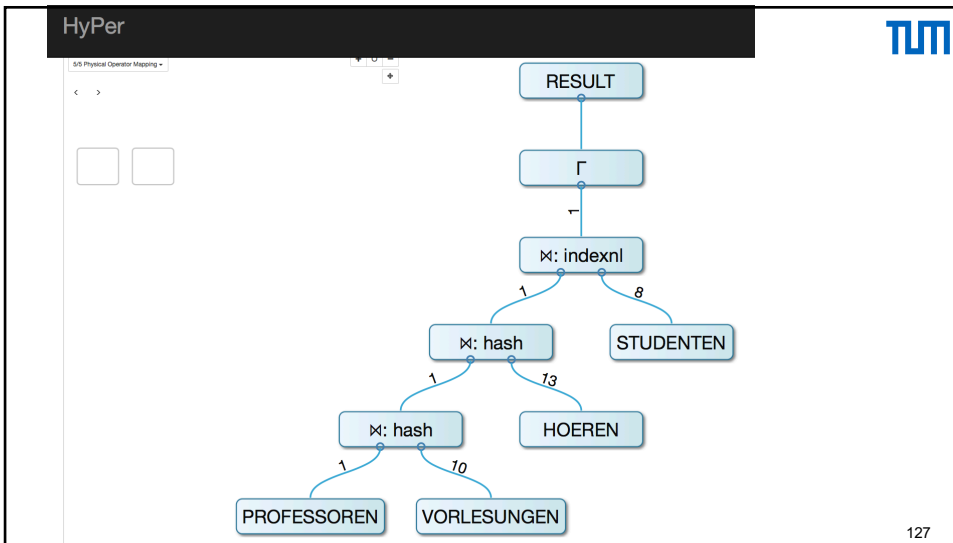 HyPer
TUM
5/5 Physical Operator Mapping
RESULT
Γ
1
⋈: indexnl
1
8
⋈: hash
STUDENTEN
1
13
⋈: hash
HOEREN
1
10
PROFESSOREN
VORLESUNGEN
127